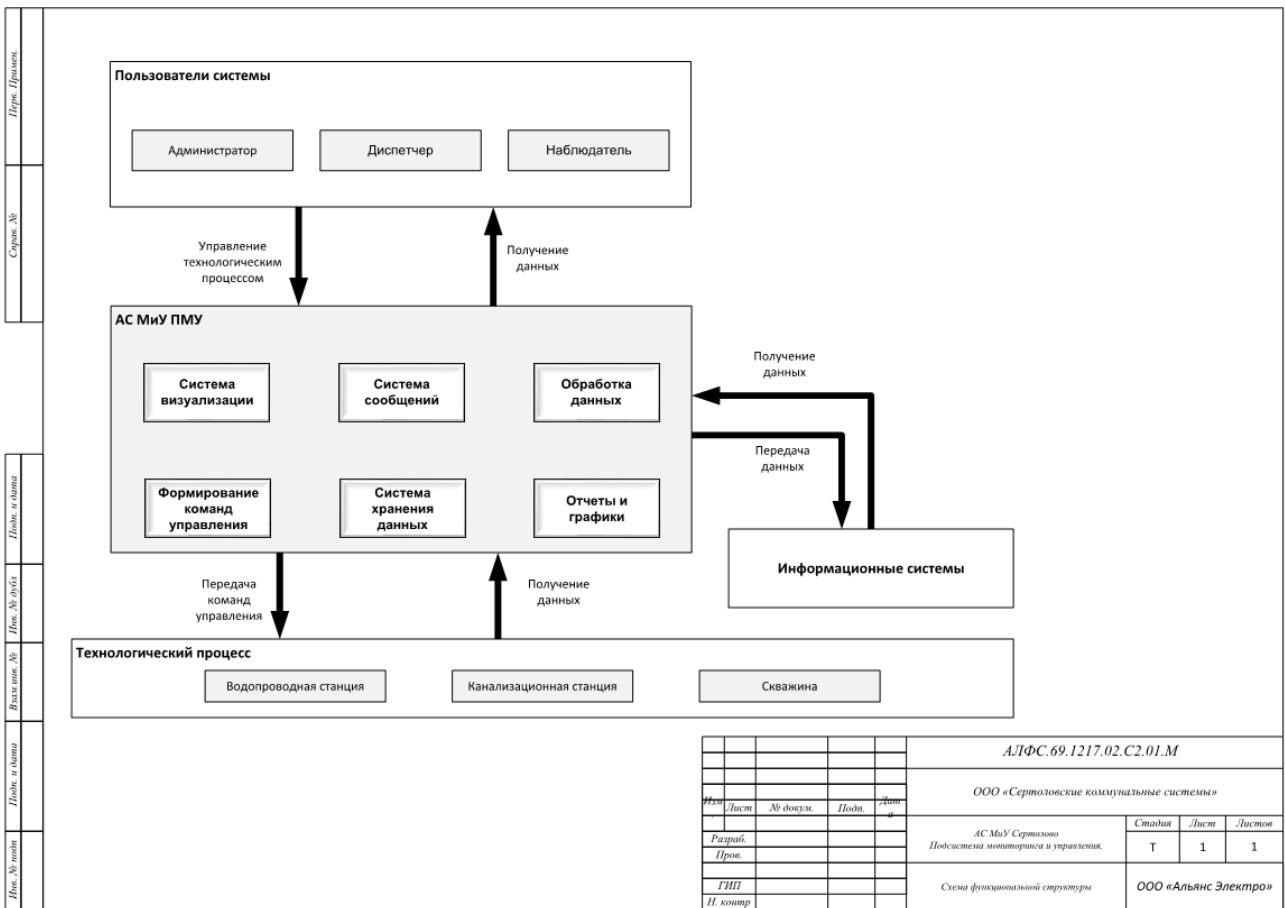 Перв. Примен.
Справ. №
Подп. и дата
Инв. № дубл
Взам. инв. №
Подп. и дата
Инв. № подп
Пользователи системы
Администратор
Диспетчер
Наблюдатель
Управление
технологическим
процессом
Получение
данных
АС МиУ ПМУ
Система
визуализации
Система
сообщений
Обработка
данных
Формирование
команд
управления
Система
хранения
данных
Отчеты и
графики
Получение
данных
Передача
данных
Информационные системы
Передача
команд
управления
Получение
данных
Технологический процесс
Водопроводная станция
Канализационная станция
Скважина
АЛФС.69.1217.02.С2.01.М
ООО «Сертоловские коммунальные системы»
Изм
.
Лист
№ докум.
Подп.
Дат
а
Разраб.
Пров.
ГИП
Н. контр
АС МиУ Сертолово
Подсистема мониторинга и управления.
Стадия
Лист
Листов
Т
1
1
Схема функциональной структуры
ООО «Альянс Электро»